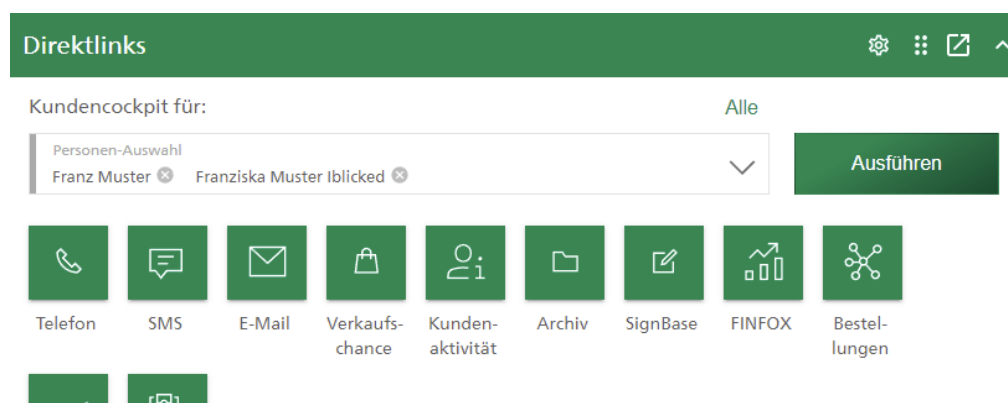 Direktlinks
Kundencockpit für:
Alle
Personen-Auswahl
Franz Muster Franziska Muster Iblicked
Ausführen
Telefon SMS E-Mail Verkaufs- Kunden- Archiv SignBase FINFOX Bestel-
chance aktivität lungen